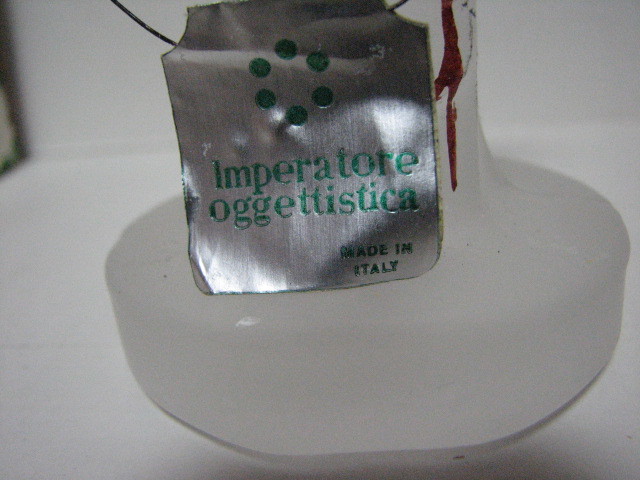 Imperatore
oggettistica
MADE IN
ITALY